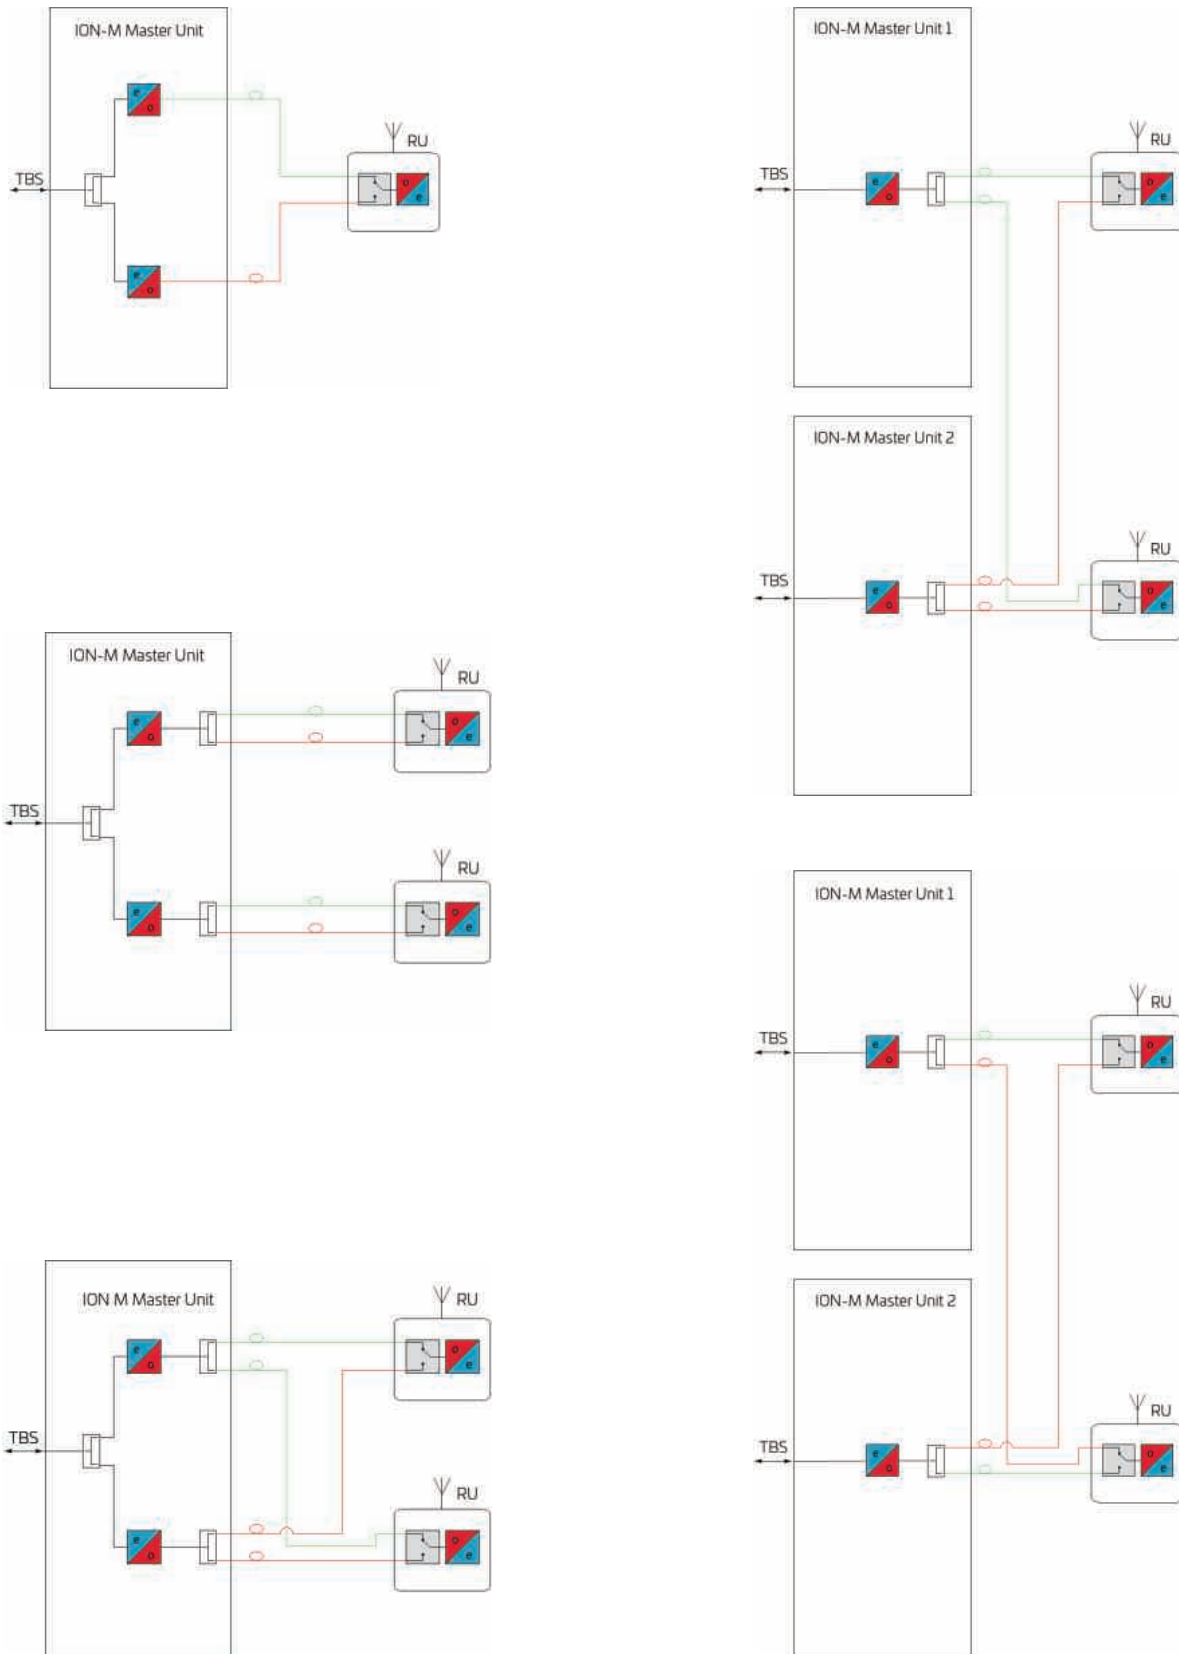 ION-M Master Unit
e
o
RU
TBS
o
e
e
o
ION-M Master Unit
RU
e
o
o
e
TBS
RU
e
o
o
e
ION M Master Unit
RU
e
o
o
e
TBS
RU
e
o
o
e
ION-M Master Unit 1
RU
TBS
e
o
o
e
ION-M Master Unit 2
RU
TBS
e
o
o
e
ION-M Master Unit 1
RU
TBS
e
o
o
e
ION-M Master Unit 2
RU
TBS
e
o
o
e